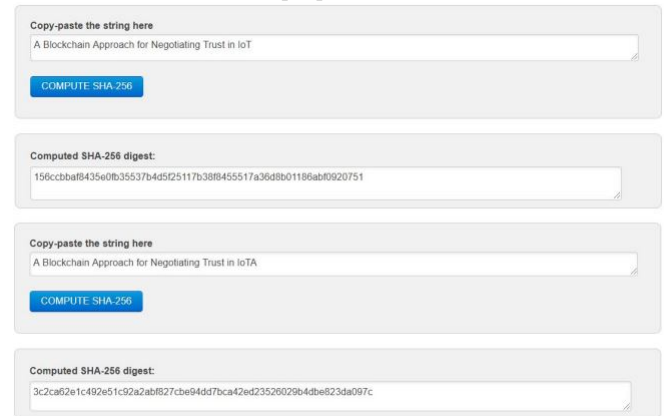 Copy-paste the string here
A Blockchain Approach for Negotiating Trust in IoT
COMPUTE SHA-256
Computed SHA-256 digest:
156ccbbaf8435e0fb35537b4d5f25117b38f8455517a36d8b01186abf0920751
Copy-paste the string here
A Blockchain Approach for Negotiating Trust in IoTA
COMPUTE SHA-256
Computed SHA-256 digest:
3c2ca62e1c492e51c92a2abf827cbe94dd7bca42ed23526029b4dbe823da097c